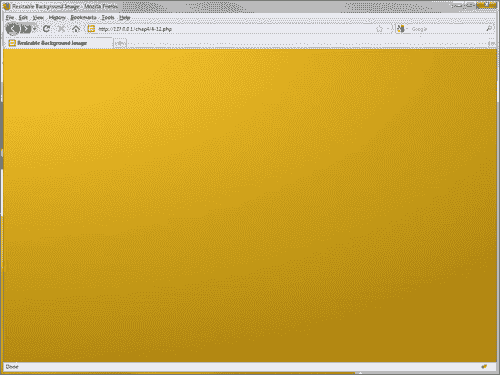 Resizable Background Image - Mozilla Firefox
File Edit View History Bookmarks Tools Help
http://127.0.0.1/chap4/4-12.php
Google
Resizable Background Image
Done